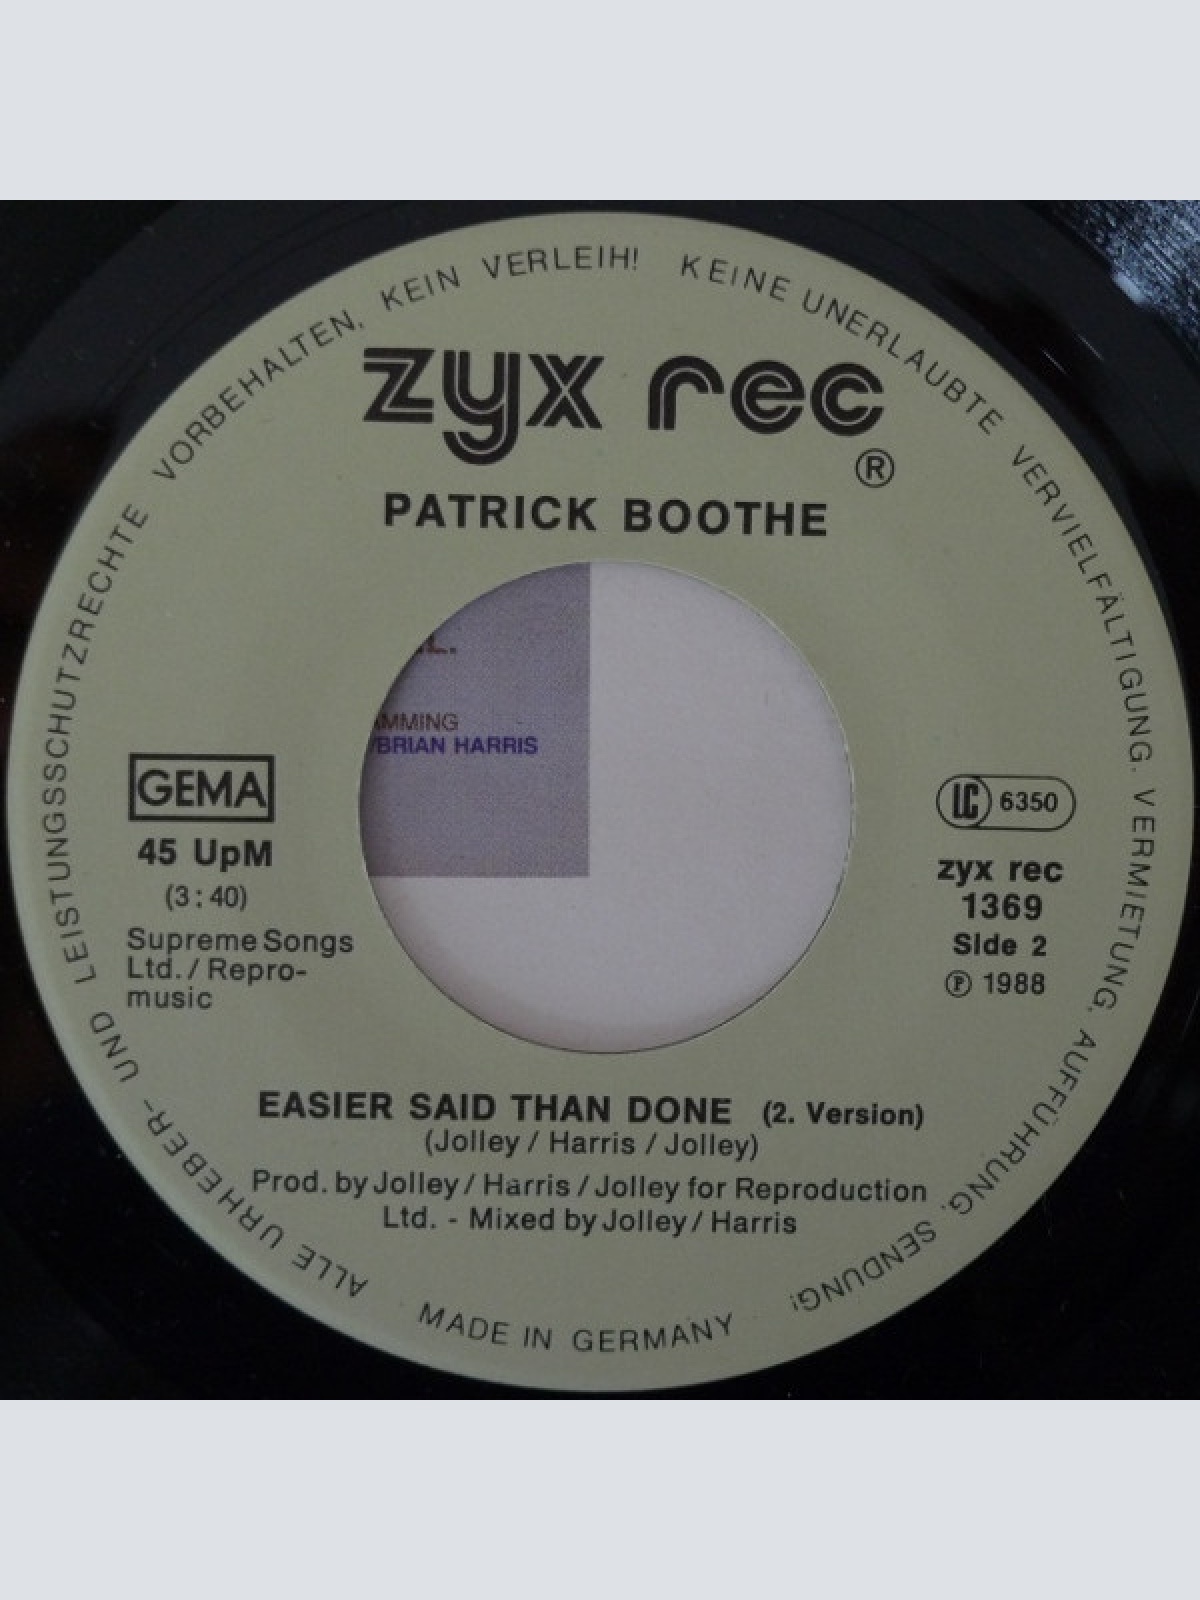 ALLE URHEBER- UND LEISTUNGSSCHUTZRECHTE VORBEHALTEN, KEIN VERLEIH! KEINE UNERLAUBTE VERVIELFÄLTIGUNG. VERMIETUNG. AUFFÜHRUNG. SENDUNG!
zyx rec
®
PATRICK BOOTHE
L.
AMMING
/BRIAN HARRIS
GEMA
45 UpM
(3:40)
Supreme Songs
Ltd. / Repro-
music
LC 6350
zyx rec
1369
Side 2
℗ 1988
EASIER SAID THAN DONE (2. Version)
(Jolley / Harris / Jolley)
Prod. by Jolley / Harris / Jolley for Reproduction
Ltd. - Mixed by Jolley / Harris
MADE IN GERMANY